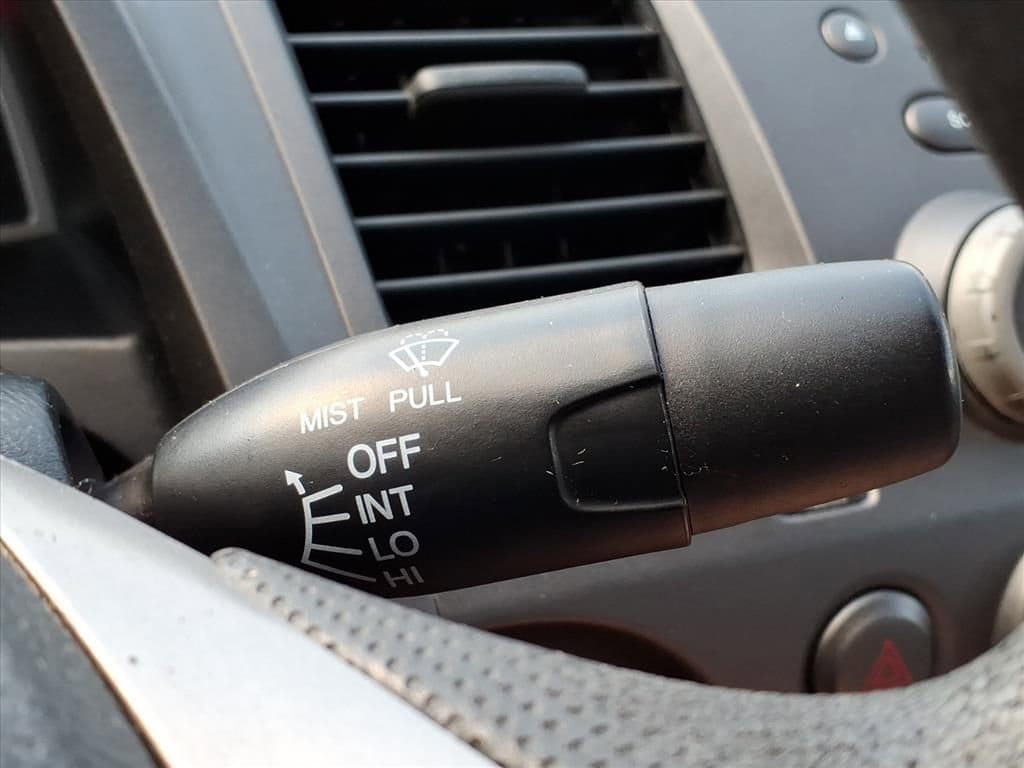 MIST PULL
OFF
INT
LO
HI